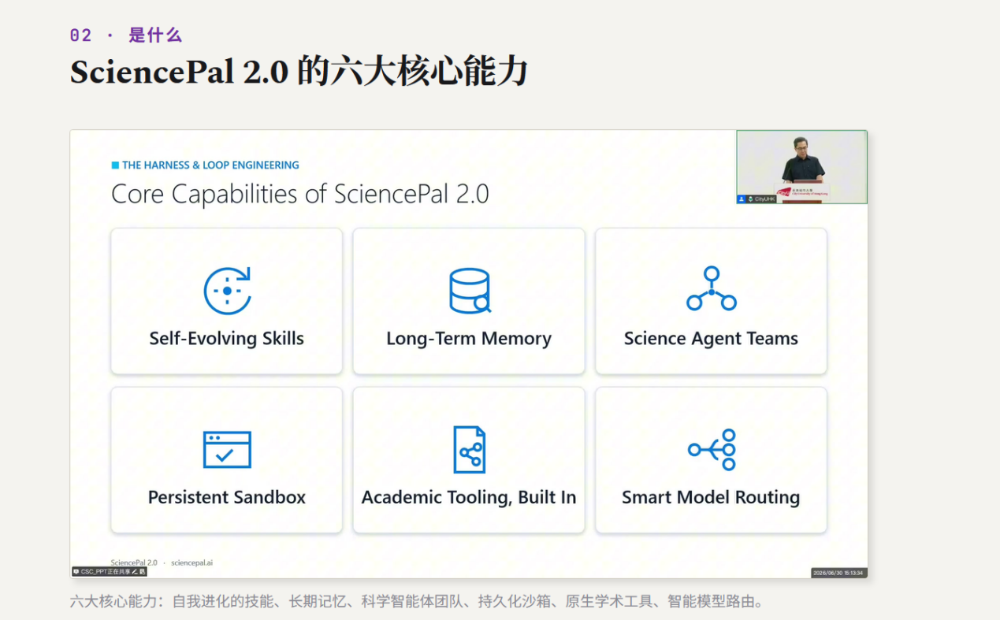 02 · 是什么
SciencePal 2.0 的六大核心能力
THE HARNESS & LOOP ENGINEERING
Core Capabilities of SciencePal 2.0
CityUHK
Self-Evolving Skills
Long-Term Memory
Science Agent Teams
Persistent Sandbox
Academic Tooling, Built In
Smart Model Routing
SciencePal 2.0 · sciencepal.ai
CSC_PPT正在共享
2026/06/30 15:13:34
六大核心能力：自我进化的技能、长期记忆、科学智能体团队、持久化沙箱、原生学术工具、智能模型路由。